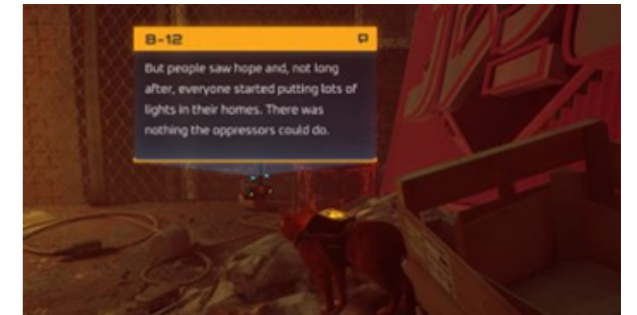 B-12
But people saw hope and, not long
after, everyone started putting lots of
lights in their homes. There was
nothing the oppressors could do.